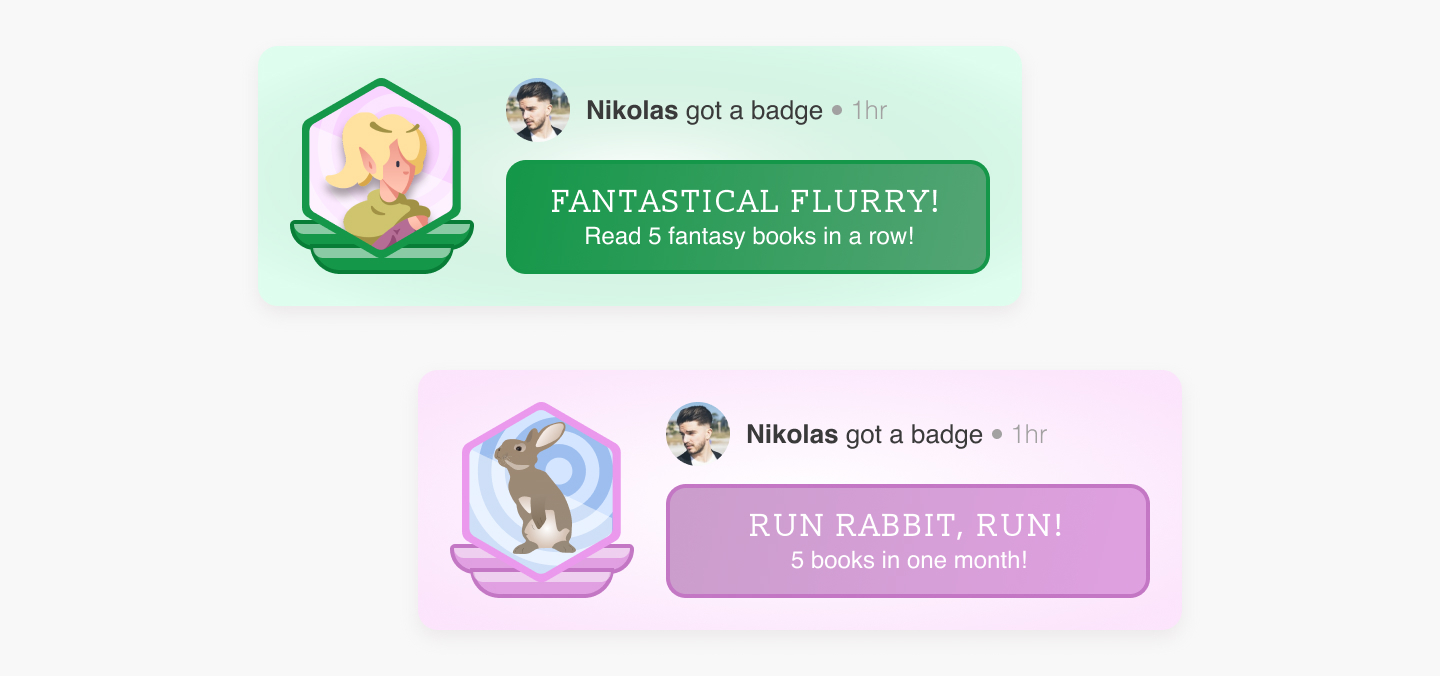 Nikolas got a badge • 1hr
FANTASTICAL FLURRY!
Read 5 fantasy books in a row!
Nikolas got a badge • 1hr
RUN RABBIT, RUN!
5 books in one month!